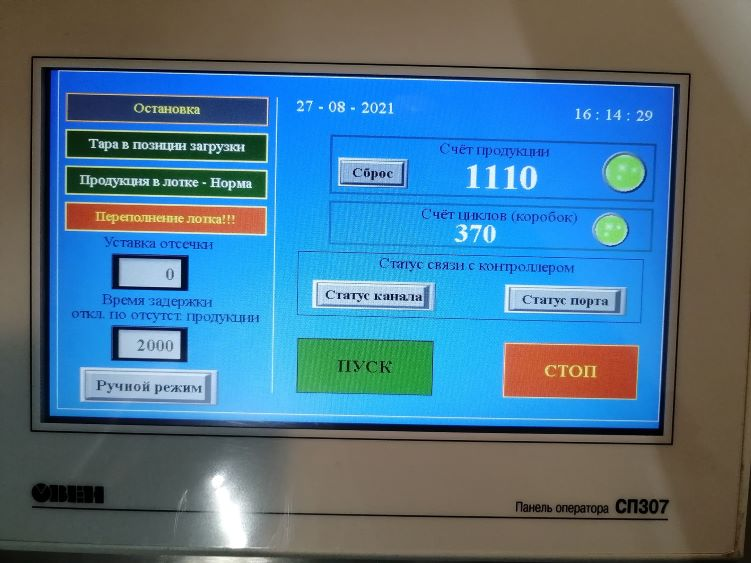 Остановка
27 - 08 - 2021
16 : 14 : 29
Тара в позиции загрузки
Продукция в лотке - Норма
Переполнение лотка!!!
Уставка отсечки
0
Время задержки
откл. по отсутст. продукции
2000
Ручной режим
Счёт продукции
Сброс
1110
Счёт циклов (коробок)
370
Статус связи с контроллером
Статус канала
Статус порта
ПУСК
СТОП
ОВЕН
Панель оператора СП307